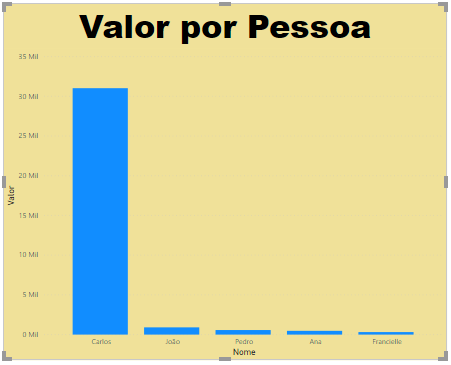 Valor por Pessoa
35 Mil
30 Mil
25 Mil
20 Mil
15 Mil
10 Mil
5 Mil
0 Mil
Valor
Carlos João Pedro Ana Francielle
Nome